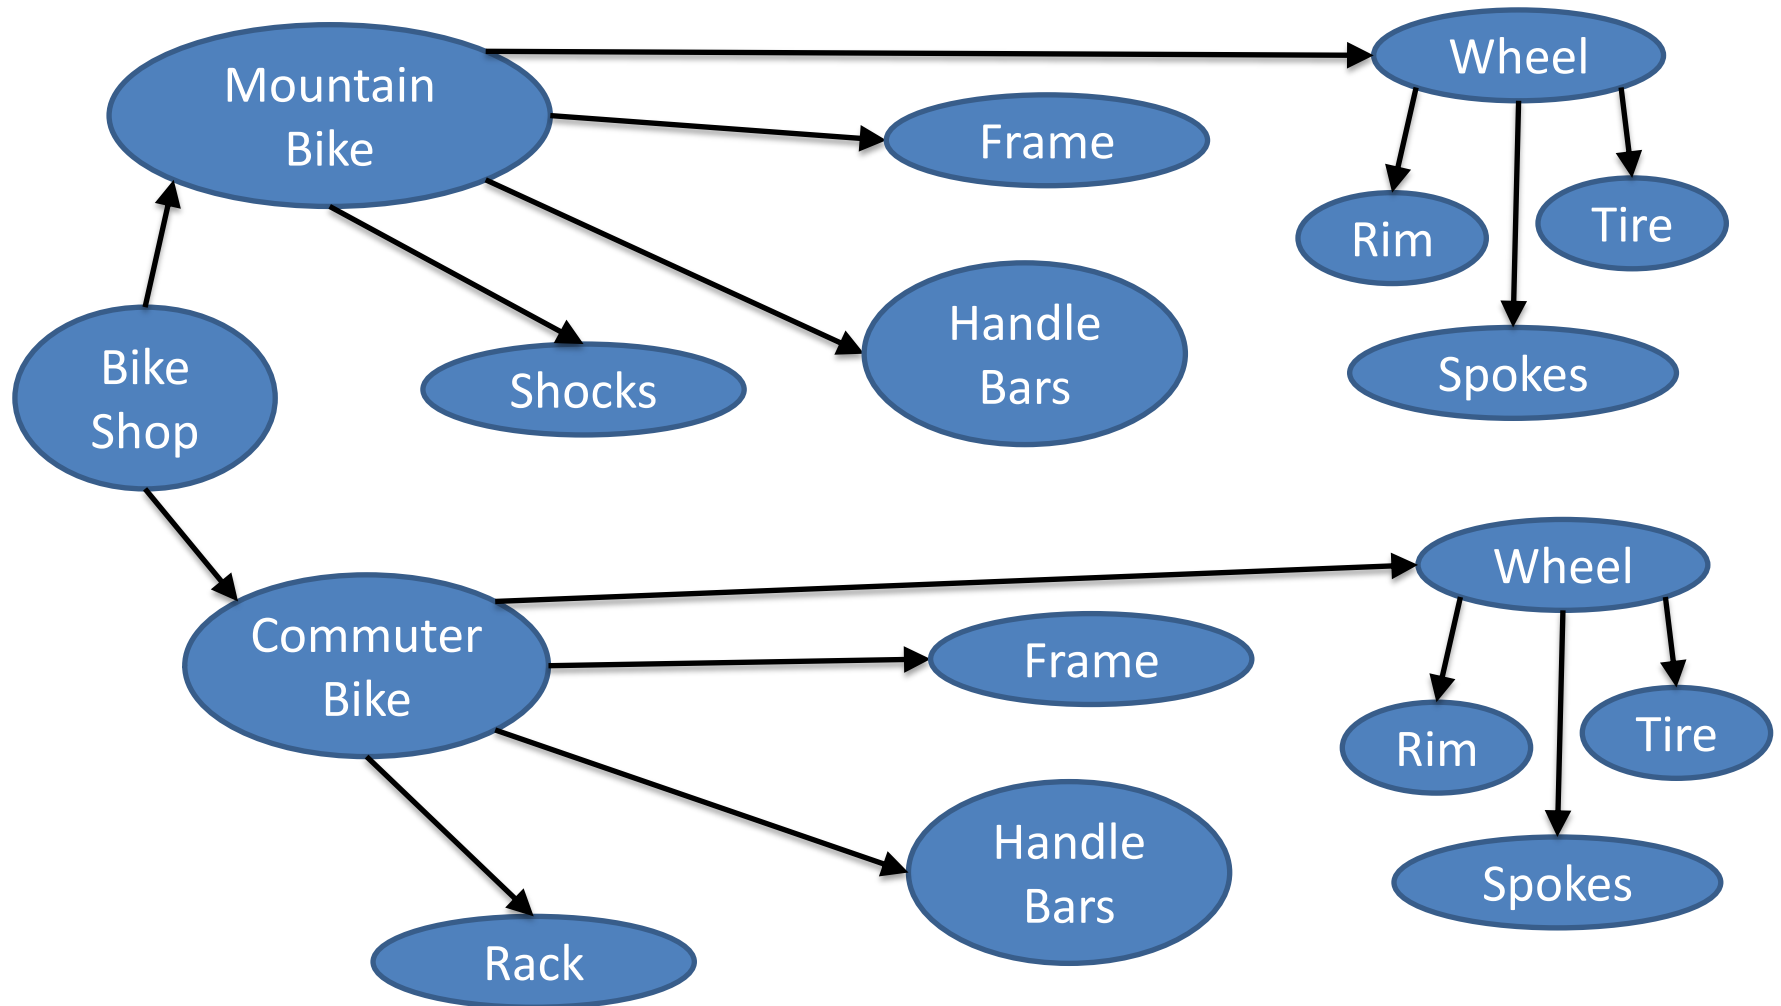 Mountain
Bike
Wheel
Frame
Rim
Tire
Handle
Bars
Shocks
Spokes
Bike
Shop
Commuter
Bike
Wheel
Frame
Rim
Tire
Handle
Bars
Spokes
Rack